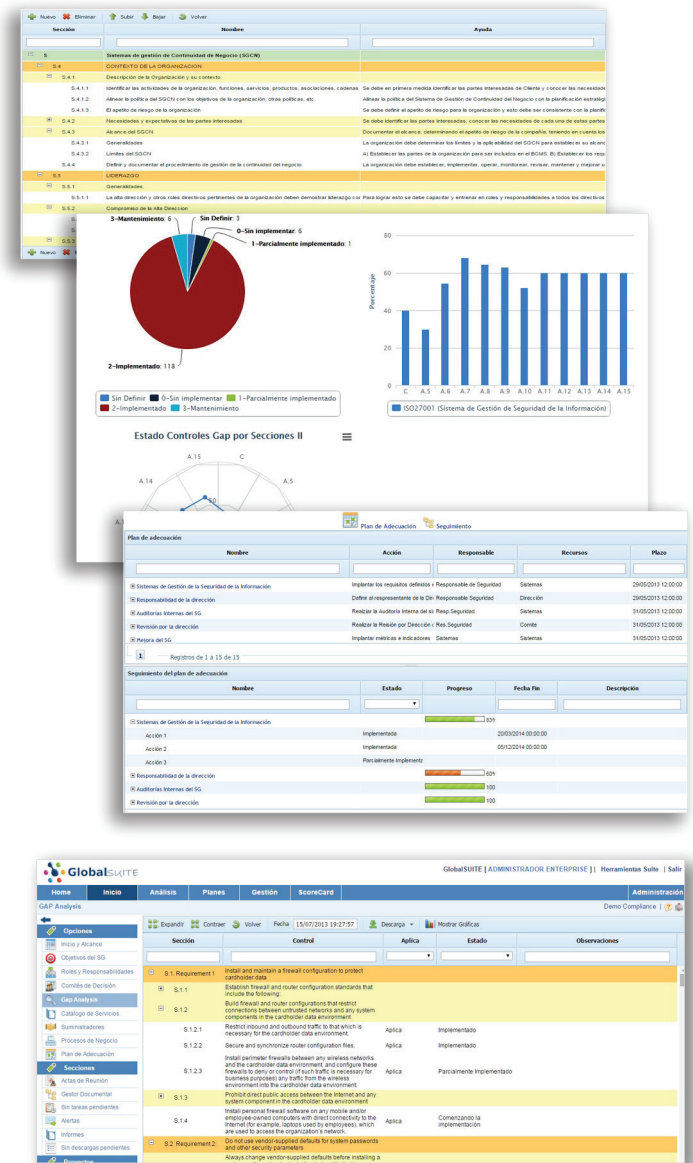 Nuevo Eliminar Subir Bajar Volver
Sección Nombre Ayuda
S Sistemas de gestión de Continuidad de Negocio (SGCN)
S.4 CONTEXTO DE LA ORGANIZACIÓN
S.4.1 Descripción de la Organización y su contexto
S.4.1.1 Identificar las actividades de la organización, funciones, servicios, productos, asociaciones, cadenas Se debe en primera medida identificar las partes interesadas de Cliente y conocer las necesidad
S.4.1.2 Alinear la política del SGCN con los objetivos de la organización, otras políticas, etc. Alinear la política del Sistema de Gestión de Continuidad del Negocio con la planificación estratégi
S.4.1.3 El apetito de riesgo de la organización Se debe definir el apetito de riesgo para la organización y esto debe ser consistente con la planific
S.4.2 Necesidades y expectativas de las partes interesadas Se debe identificar las partes interesadas, conocer las necesidades de cada una de estas partes
S.4.3 Alcance del SGCN Documentar el alcance, determinando el apetito de riesgo de la compañía, teniendo en cuenta los
S.4.3.1 Generalidades La organización debe determinar los límites y la aplicabilidad del SGCN para establecer su alcanc
S.4.3.2 Límites del SGCN A) Establecer las partes de la organización para ser incluidos en el BCMS. B) Establecer los requ
S.4.4 Definir y documentar el procedimiento de gestión de la continuidad del negocio. La organización debe establecer, implementar, operar, monitorear, revisar, mantener y mejorar u
S.5 LIDERAZGO
S.5.1 Generalidades
S.5.1.1 La alta dirección y otros roles directivos pertinentes de la organización deben demostrar liderazgo cor Para lograr esto se debe capacitar y entrenar en roles y responsabilidades a todos los directivos
S.5.2 Compromiso de la Alta Dirección
S.5.3
Nuevo
3-Mantenimiento: 6 Sin Definir: 3
0-Sin implementar: 6
1-Parcialmente implementado: 1
2-Implementado: 118
Sin Definir 0-Sin implementar 1-Parcialmente implementado
2-Implementado 3-Mantenimiento
Porcentaje
80
60
40
20
0
C A.5 A.6 A.7 A.8 A.9 A.10 A.11 A.12 A.13 A.14 A.15
ISO27001 (Sistema de Gestión de Seguridad de la Información)
Estado Controles Gap por Secciones II
A.15 C
A.14 A.5
50
Plan de Adecuación Seguimiento
Plan de adecuación
Nombre Acción Responsable Recursos Plazo
Sistemas de Gestión de la Seguridad de la Información Implantar los requisitos definidos e Responsable de Seguridad Sistemas 29/05/2013 12:00:00
Responsabilidad de la dirección Definir al respresentante de la Dire Responsable Seguridad Dirección 29/05/2013 12:00:00
Auditorías Internas del SG Realizar la Auditoría Interna del sis Resp.Seguridad Sistemas 31/05/2013 12:00:00
Revisión por la dirección Realizar la Reisión por Dirección c Res.Seguridad Comite 31/05/2013 12:00:00
Mejora del SG Implantar métricas e indicadores Sistemas Sistemas 31/05/2013 12:00:00
1 Registros de 1 a 15 de 15
Seguimiento del plan de adecuación
Nombre Estado Progreso Fecha Fin Descripción
Sistemas de Gestión de la Seguridad de la Información 83%
Acción 1 Implementada 20/03/2014 00:00:00
Acción 2 Implementada 05/12/2014 00:00:00
Acción 3 Parcialmente Implementa
Responsabilidad de la dirección 60%
Auditorías Internas del SG 100
Revisión por la dirección 100
GlobalSUITE GlobalSUITE [ ADMINISTRADOR ENTERPRISE ] | Herramientas Suite | Salir
Home Inicio Análisis Planes Gestión ScoreCard Administración
GAP Analysis Demo Compliance
Opciones
Inicio y Alcance
Objetivos del SG
Roles y Responsabilidades
Comités de Decisión
Gap Analysis
Catálogo de Servicios
Suministradores
Procesos de Negocio
Plan de Adecuación
Secciones
Actas de Reunión
Gestor Documental
Sin tareas pendientes
Alertas
Informes
Sin descargas pendientes
Proyectos
Expandir Contraer Volver Fecha 15/07/2013 19:27:57 Descarga Mostrar Gráficas
Sección Control Aplica Estado Observaciones
S.1. Requirement 1 Install and maintain a firewall configuration to protect
cardholder data
S.1.1 Establish firewall and router configuration standards that
include the following:
S.1.2 Build firewall and router configurations that restrict
connections between untrusted networks and any system
components in the cardholder data environment
S.1.2.1 Restrict inbound and outbound traffic to that which is
necessary for the cardholder data environment. Aplica Implementado
S.1.2.2 Secure and synchronize router configuration files. Aplica Implementado
S.1.2.3 Install perimeter firewalls between any wireless networks
and the cardholder data environment, and configure these
firewalls to deny or control (if such traffic is necessary for
business purposes) any traffic from the wireless
environment into the cardholder data environment. Aplica Parcialmente Implementado
S.1.3 Prohibit direct public access between the Internet and any
system component in the cardholder data environment
S.1.4 Install personal firewall software on any mobile and/or
employee-owned computers with direct connectivity to the
Internet (for example, laptops used by employees), which
are used to access the organization's network. Aplica Comenzando la
implementación
S.2. Requirement 2: Do not use vendor-supplied defaults for system passwords
and other security parameters
Always change vendor-supplied defaults before installing a